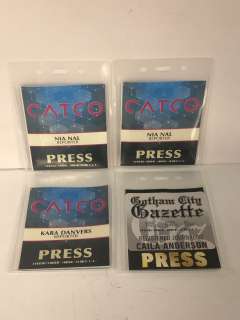 CATCO
NIA NAL
REPORTER
PRESS
CATCO
NIA NAL
REPORTER
PRESS
CATCO
KARA DANVERS
REPORTER
PRESS
Gotham City
Gazette
CAILA ANDERSON
PRESS